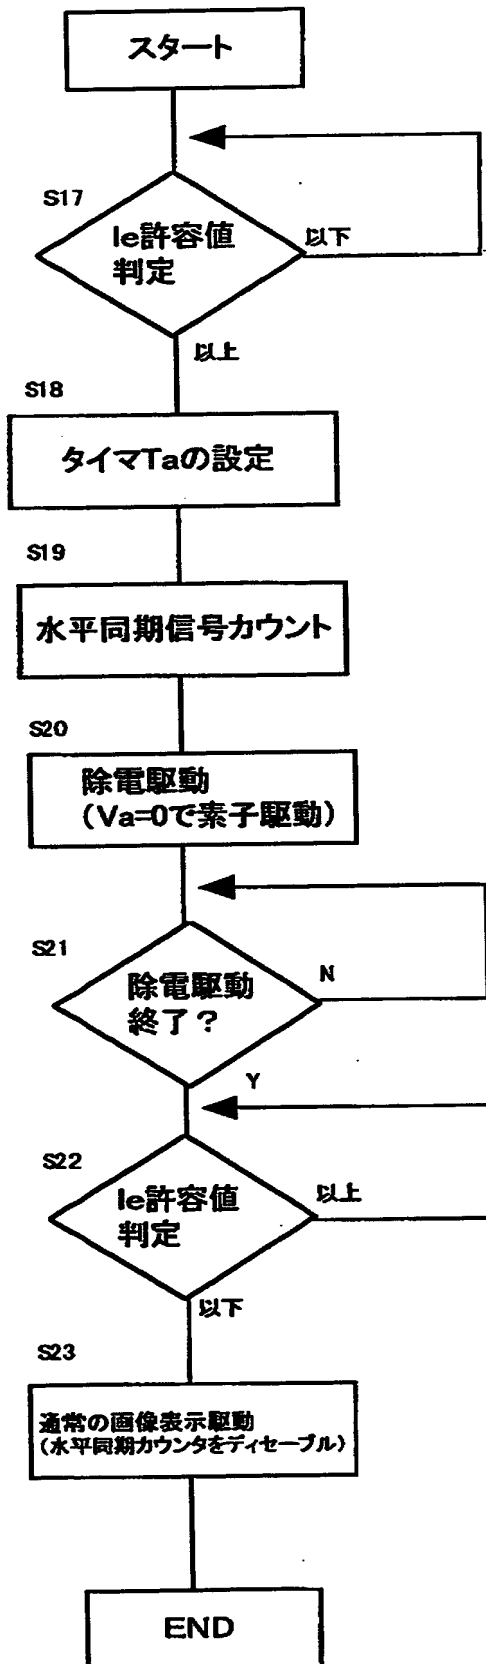 スタート
S17
Ie許容値
判定
以下
以上
S18
タイマTaの設定
S19
水平同期信号カウント
S20
除電駆動
(Va=0で素子駆動)
S21
除電駆動
終了?
N
Y
S22
Ie許容値
判定
以上
以下
S23
通常の画像表示駆動
(水平同期カウンタをディセーブル)
END